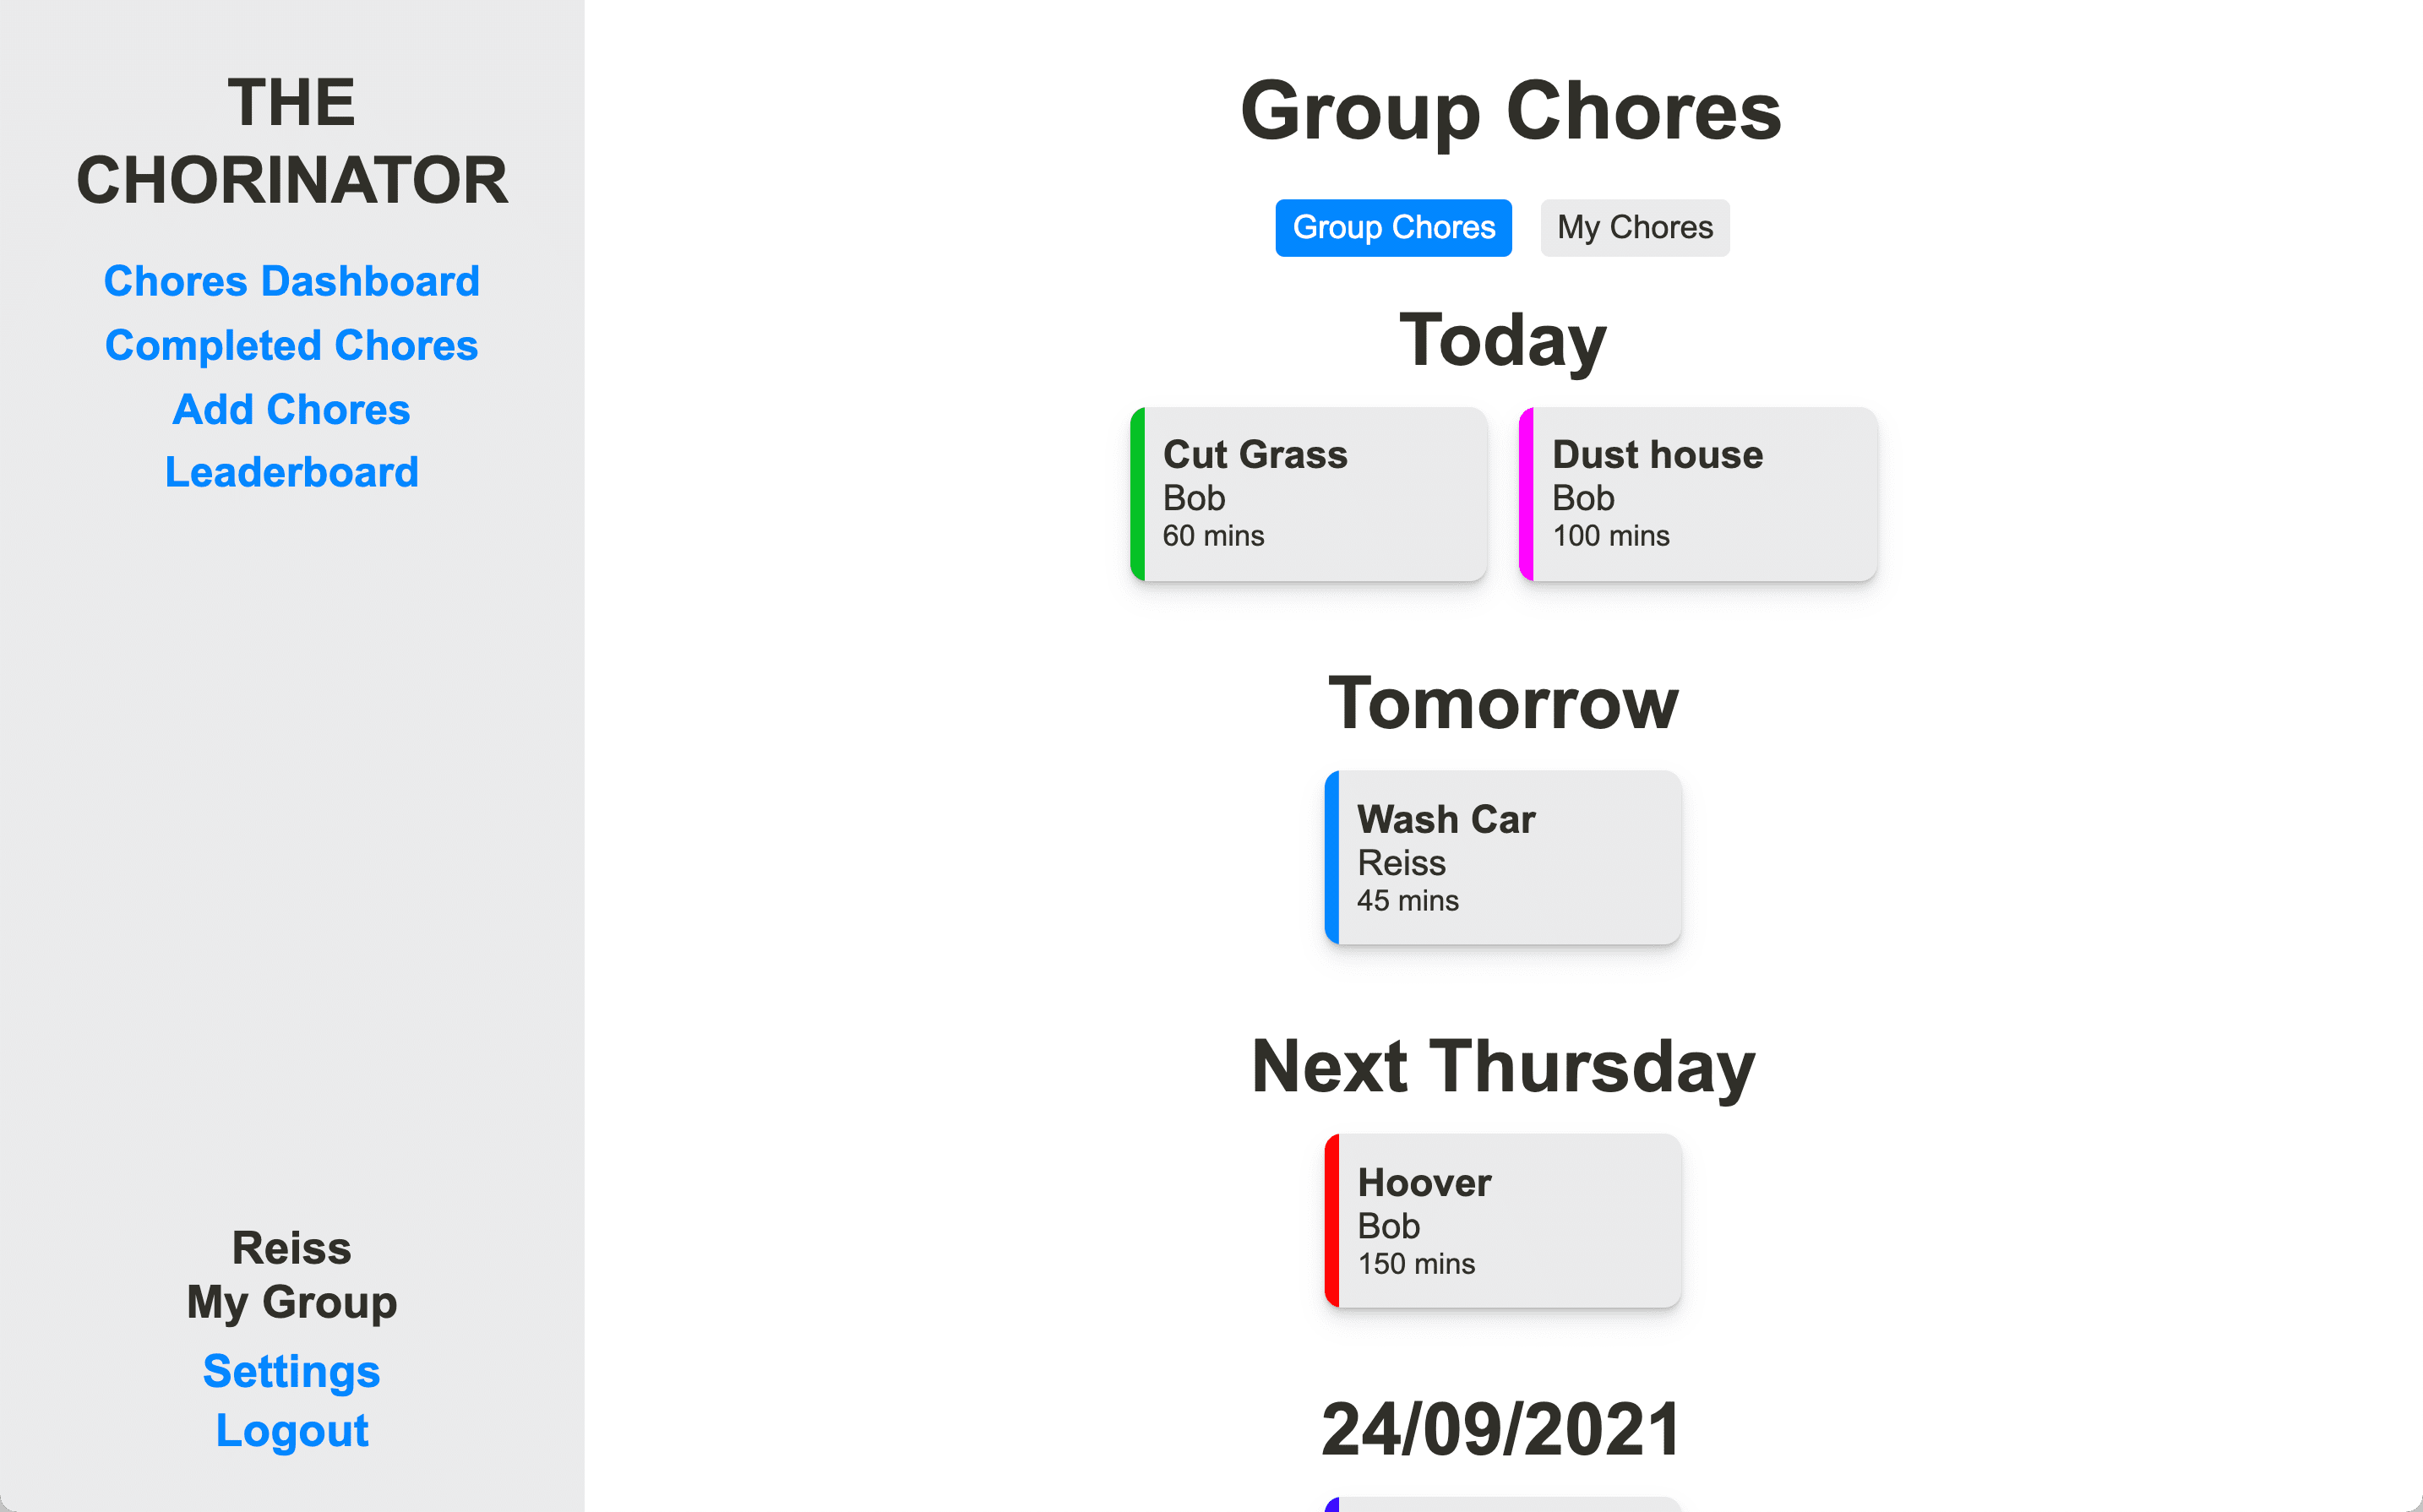 THE
CHORINATOR
Chores Dashboard
Completed Chores
Add Chores
Leaderboard
Reiss
My Group
Settings
Logout
Group Chores
Group Chores
My Chores
Today
Cut Grass
Bob
60 mins
Dust house
Bob
100 mins
Tomorrow
Wash Car
Reiss
45 mins
Next Thursday
Hoover
Bob
150 mins
24/09/2021